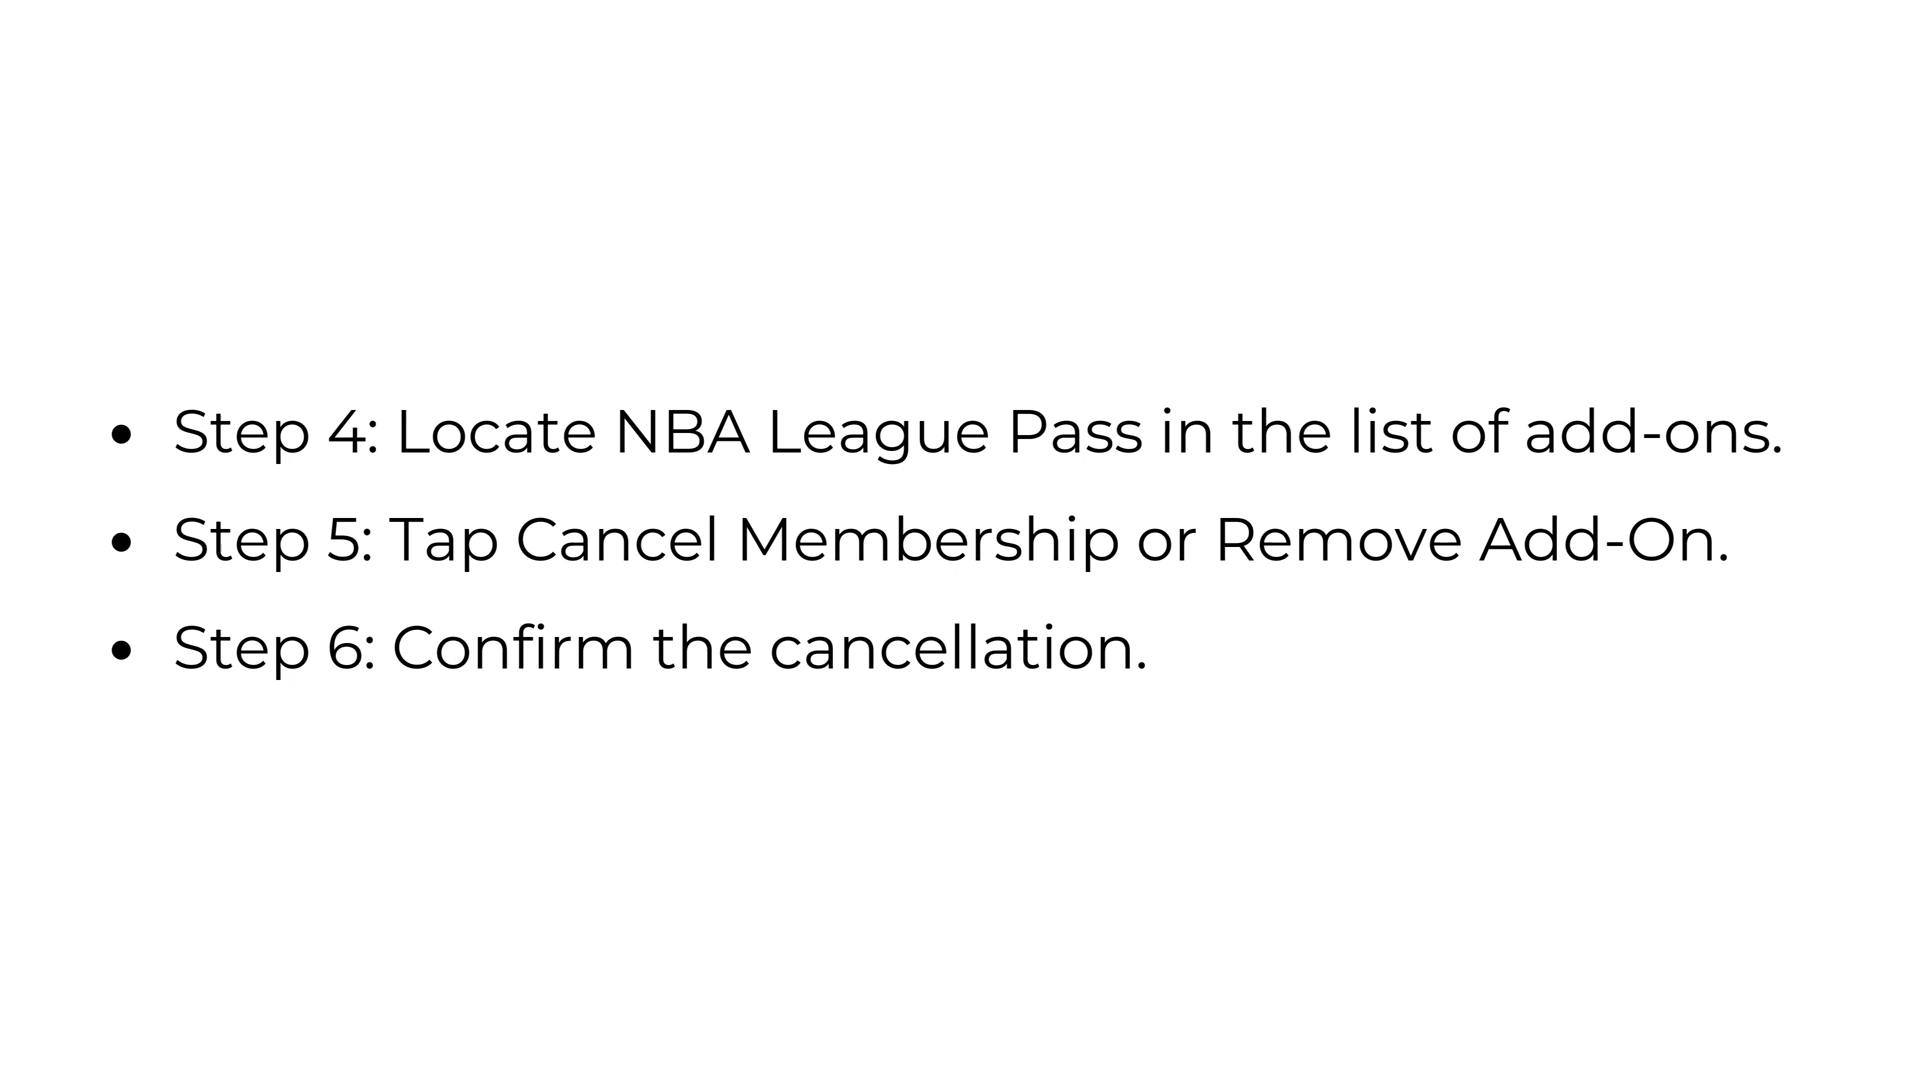 • Step 4: Locate NBA League Pass in the list of add-ons.
• Step 5: Tap Cancel Membership or Remove Add-On.
• Step 6: Confirm the cancellation.